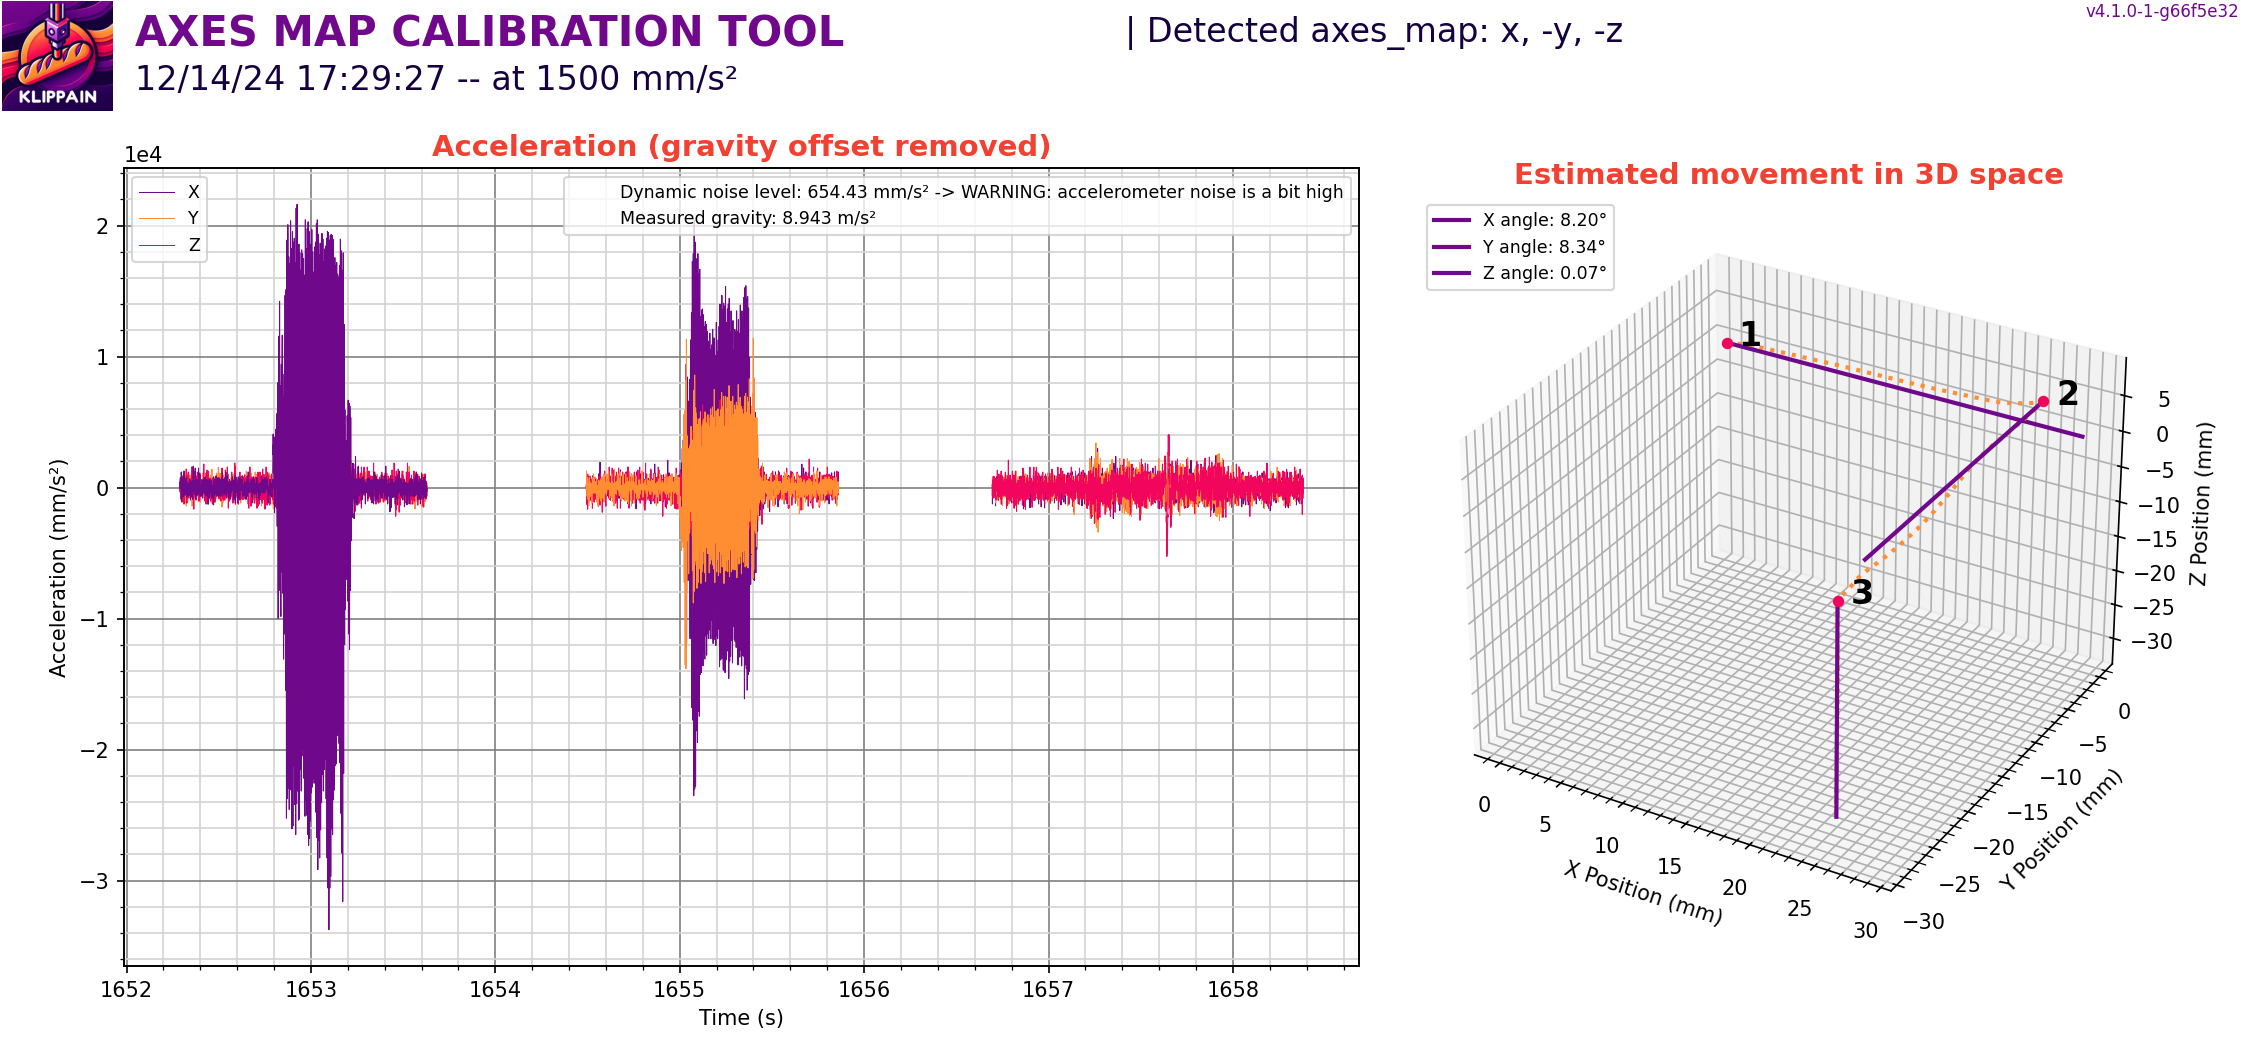 AXES MAP CALIBRATION TOOL
| Detected axes_map: x, -y, -z
v4.1.0-1-g66f5e32
12/14/24 17:29:27 -- at 1500 mm/s²
KLIPPAIN
Acceleration (gravity offset removed)
1e4
X
Y
Z
Dynamic noise level: 654.43 mm/s² -> WARNING: accelerometer noise is a bit high
Measured gravity: 8.943 m/s²
2
1
0
−1
−2
−3
Acceleration (mm/s²)
1652
1653
1654
1655
1656
1657
1658
Time (s)
Estimated movement in 3D space
X angle: 8.20°
Y angle: 8.34°
Z angle: 0.07°
1
2
3
5
0
−5
−10
−15
−20
−25
−30
Z Position (mm)
0
−5
−10
−15
−20
−25
−30
Y Position (mm)
0
5
10
15
20
25
30
X Position (mm)